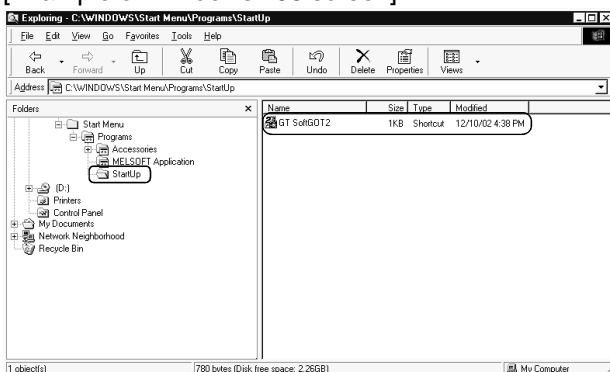 Exploring - C:\WINDOWS\Start Menu\Programs\StartUp
File Edit View Go Favorites Tools Help
Back Forward Up Cut Copy Paste Undo Delete Properties Views
Address C:\WINDOWS\Start Menu\Programs\StartUp
Folders
Name Size Type Modified
GT SoftGOT2 1KB Shortcut 12/10/02 4:38 PM
Start Menu
Programs
Accessories
MELSOFT Application
StartUp
(D:)
Printers
Control Panel
My Documents
Network Neighborhood
Recycle Bin
1 object(s) 780 bytes (Disk free space: 2.26GB) My Computer